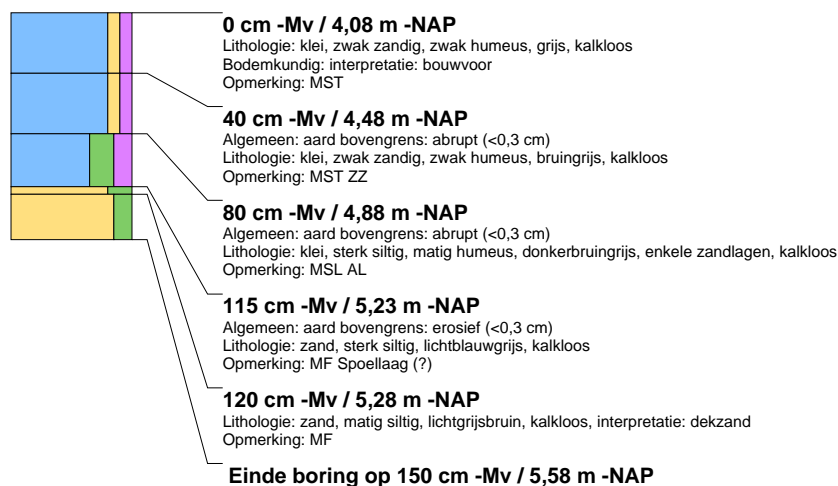 0 cm -Mv / 4,08 m -NAP
Lithologie: klei, zwak zandig, zwak humeus, grijs, kalkloos
Bodemkundig: interpretatie: bouwvoor
Opmerking: MST
40 cm -Mv / 4,48 m -NAP
Algemeen: aard bovengrens: abrupt (<0,3 cm)
Lithologie: klei, zwak zandig, zwak humeus, bruingrijs, kalkloos
Opmerking: MST ZZ
80 cm -Mv / 4,88 m -NAP
Algemeen: aard bovengrens: abrupt (<0,3 cm)
Lithologie: klei, sterk siltig, matig humeus, donkerbruingrijs, enkele zandlagen, kalkloos
Opmerking: MSL AL
115 cm -Mv / 5,23 m -NAP
Algemeen: aard bovengrens: erosief (<0,3 cm)
Lithologie: zand, sterk siltig, lichtblauwgrijs, kalkloos
Opmerking: MF Spoellaag (?)
120 cm -Mv / 5,28 m -NAP
Lithologie: zand, matig siltig, lichtgrijsbruin, kalkloos, interpretatie: dekzand
Opmerking: MF
Einde boring op 150 cm -Mv / 5,58 m -NAP